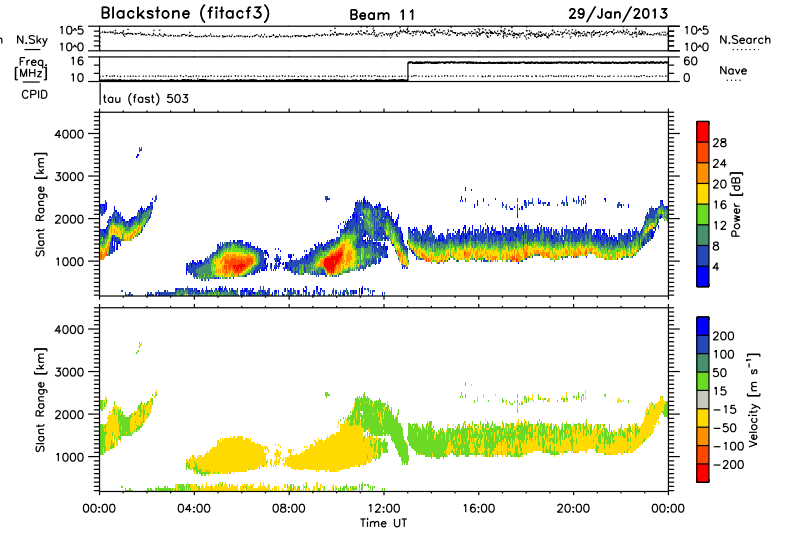 Blackstone (fitacf3) Beam 11 29/Jan/2013
N.Sky 10^5 10^0 10^5 10^0 N.Search
Freq. [MHz] 16 10 60 0 Nave
CPID tau (fast) 503
Slant Range [km] 4000 3000 2000 1000
28 24 20 16 12 8 4 Power [dB]
Slant Range [km] 4000 3000 2000 1000
200 100 50 15 -15 -50 -100 -200 Velocity [m s⁻¹]
00:00 04:00 08:00 12:00 16:00 20:00 00:00
Time UT